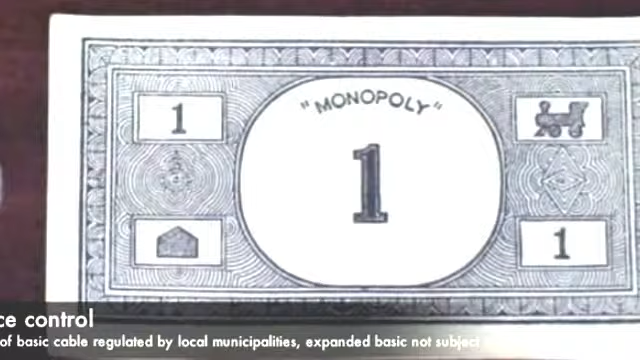 "MONOPOLY"
1
1
1
ce control
of basic cable regulated by local municipalities, expanded basic not subject